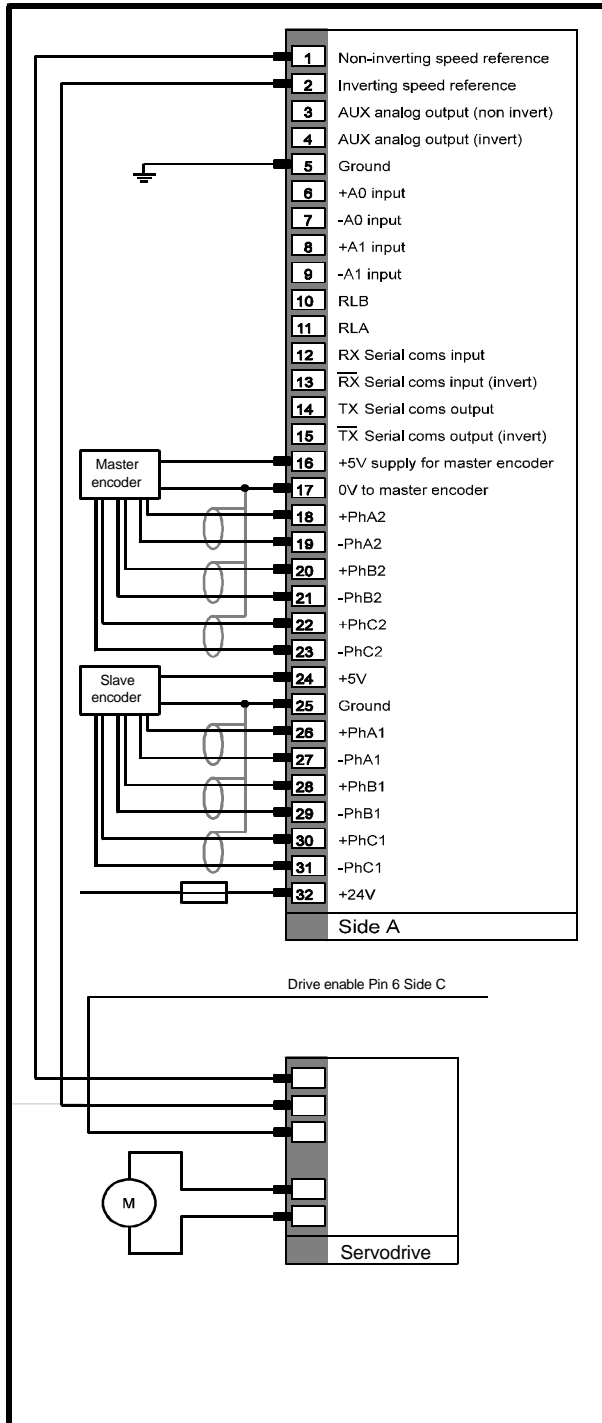 1 Non-inverting speed reference
2 Inverting speed reference
3 AUX analog output (non invert)
4 AUX analog output (invert)
5 Ground
6 +A0 input
7 -A0 input
8 +A1 input
9 -A1 input
10 RLB
11 RLA
12 RX Serial coms input
13 R̅X̅ Serial coms input (invert)
14 TX Serial coms output
15 T̅X̅ Serial coms output (invert)
Master
encoder
16 +5V supply for master encoder
17 0V to master encoder
18 +PhA2
19 -PhA2
20 +PhB2
21 -PhB2
22 +PhC2
23 -PhC2
Slave
encoder
24 +5V
25 Ground
26 +PhA1
27 -PhA1
28 +PhB1
29 -PhB1
30 +PhC1
31 -PhC1
32 +24V
Side A
Drive enable Pin 6 Side C
M
Servodrive